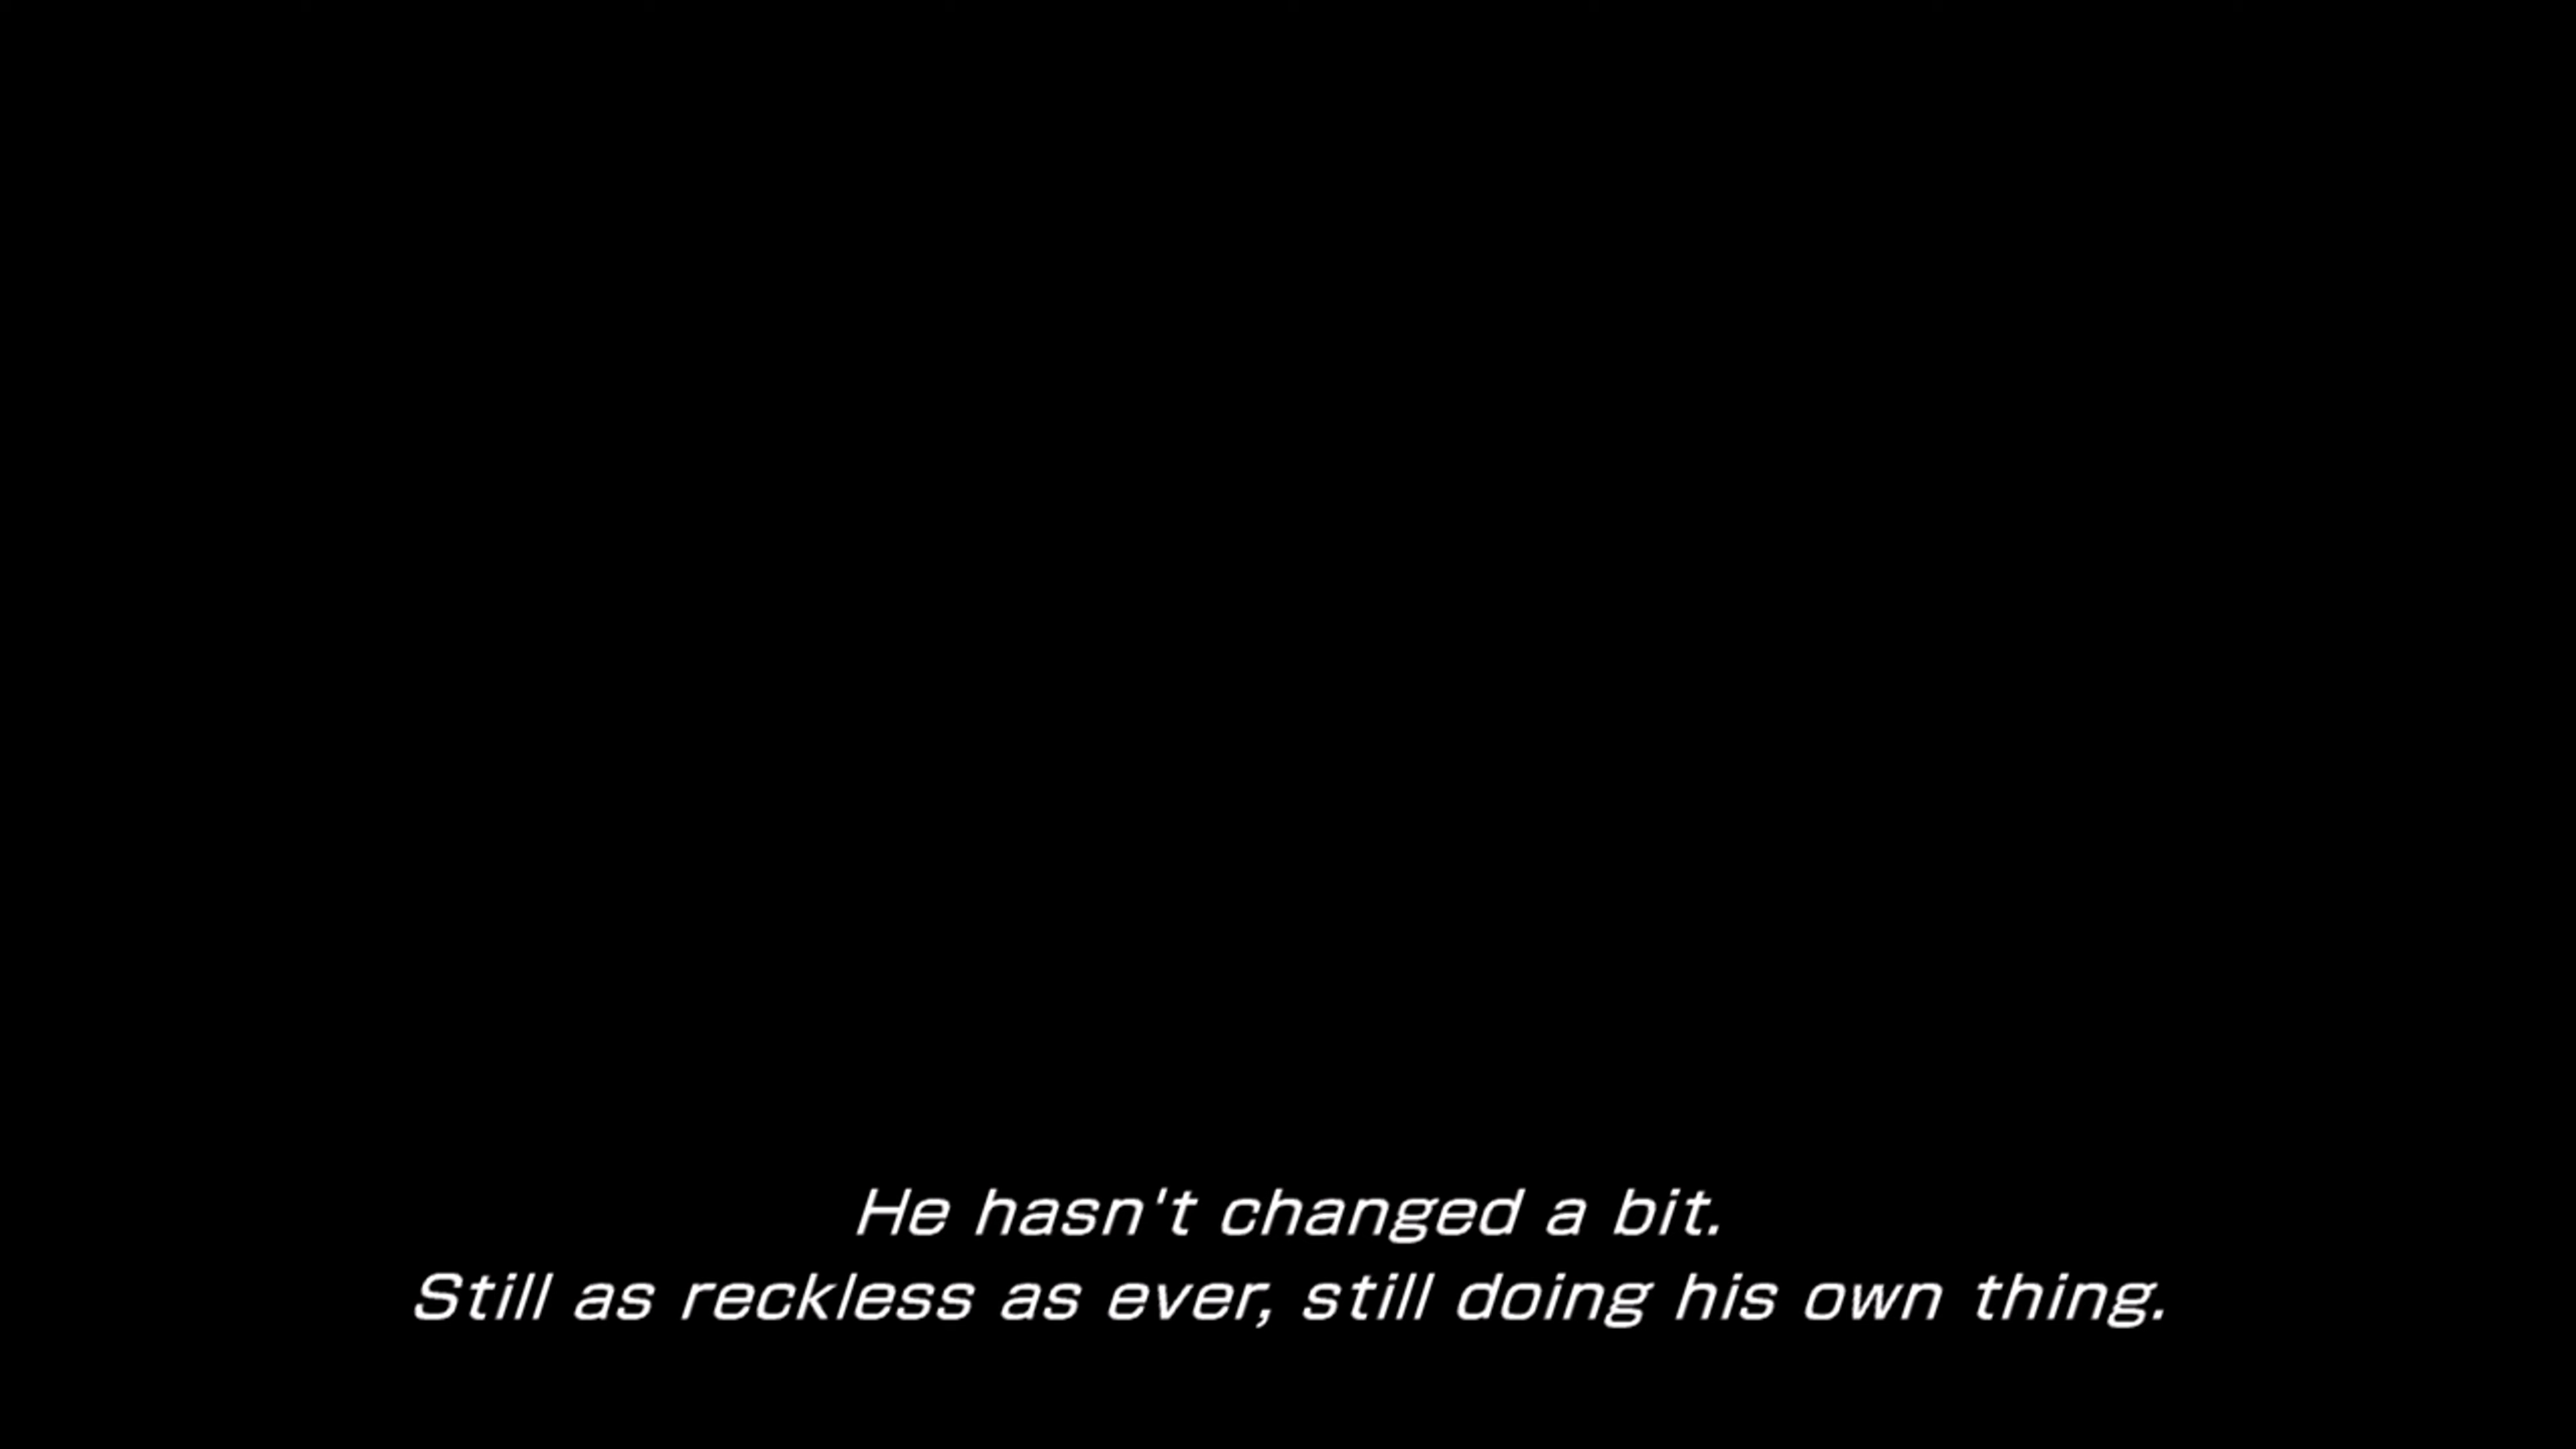 He hasn't changed a bit.
Still as reckless as ever, still doing his own thing.